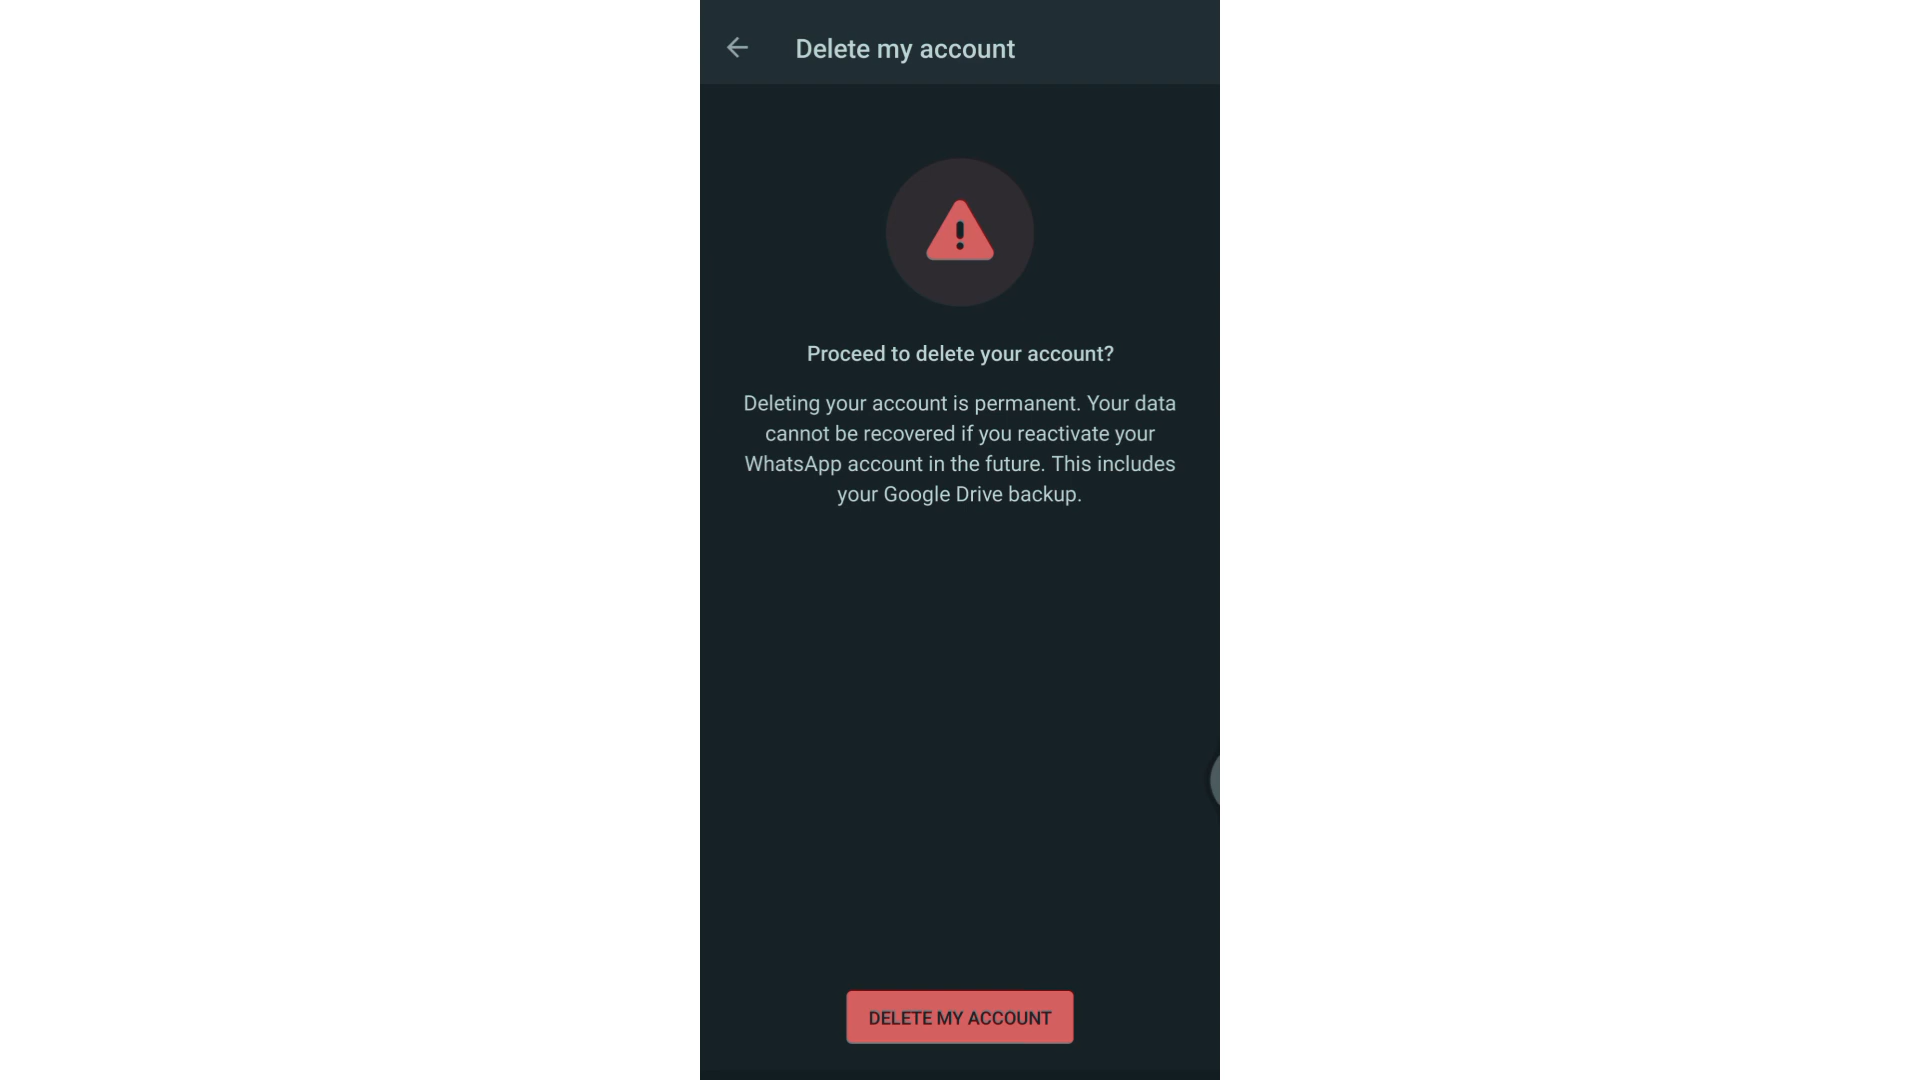 Delete my account
Proceed to delete your account?
Deleting your account is permanent. Your data
cannot be recovered if you reactivate your
WhatsApp account in the future. This includes
your Google Drive backup.
DELETE MY ACCOUNT